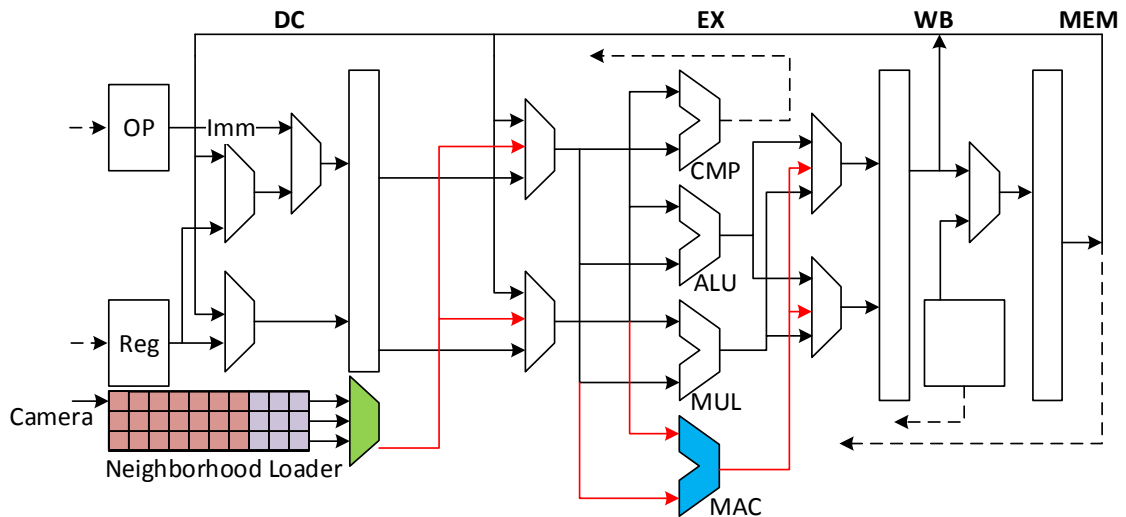 DC EX WB MEM
OP
Imm
CMP
ALU
Reg
MUL
Camera
Neighborhood Loader
MAC